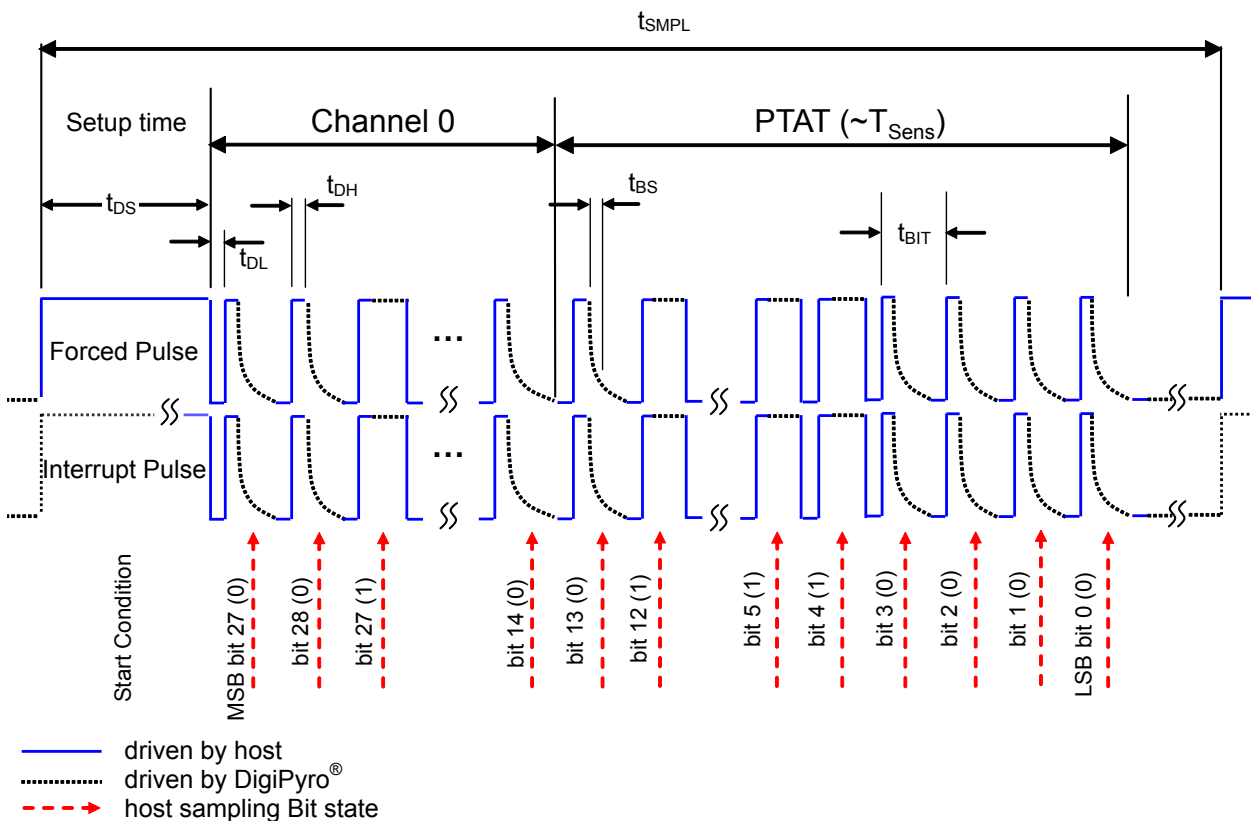 tSMPL
Setup time
Channel 0
PTAT (~TSens)
tDS
tDH
tBS
tDL
tBIT
Forced Pulse
...
Interrupt Pulse
...
Start Condition
MSB bit 27 (0)
bit 28 (0)
bit 27 (1)
bit 14 (0)
bit 13 (0)
bit 12 (1)
bit 5 (1)
bit 4 (1)
bit 3 (0)
bit 2 (0)
bit 1 (0)
LSB bit 0 (0)
driven by host
driven by DigiPyro®
host sampling Bit state